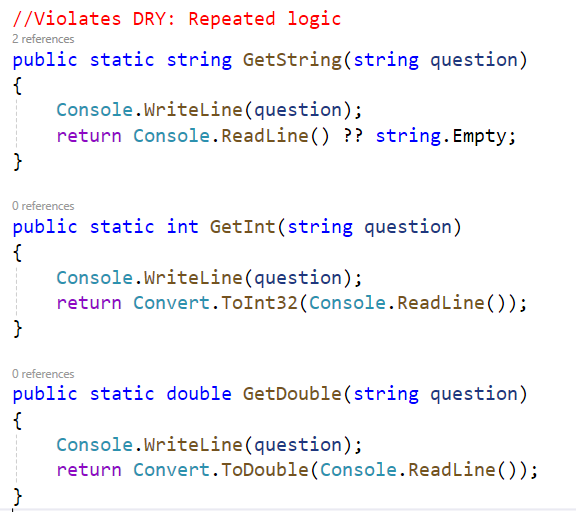 //Violates DRY: Repeated logic
2 references
public static string GetString(string question)
{
    Console.WriteLine(question);
    return Console.ReadLine() ?? string.Empty;
}
0 references
public static int GetInt(string question)
{
    Console.WriteLine(question);
    return Convert.ToInt32(Console.ReadLine());
}
0 references
public static double GetDouble(string question)
{
    Console.WriteLine(question);
    return Convert.ToDouble(Console.ReadLine());
}